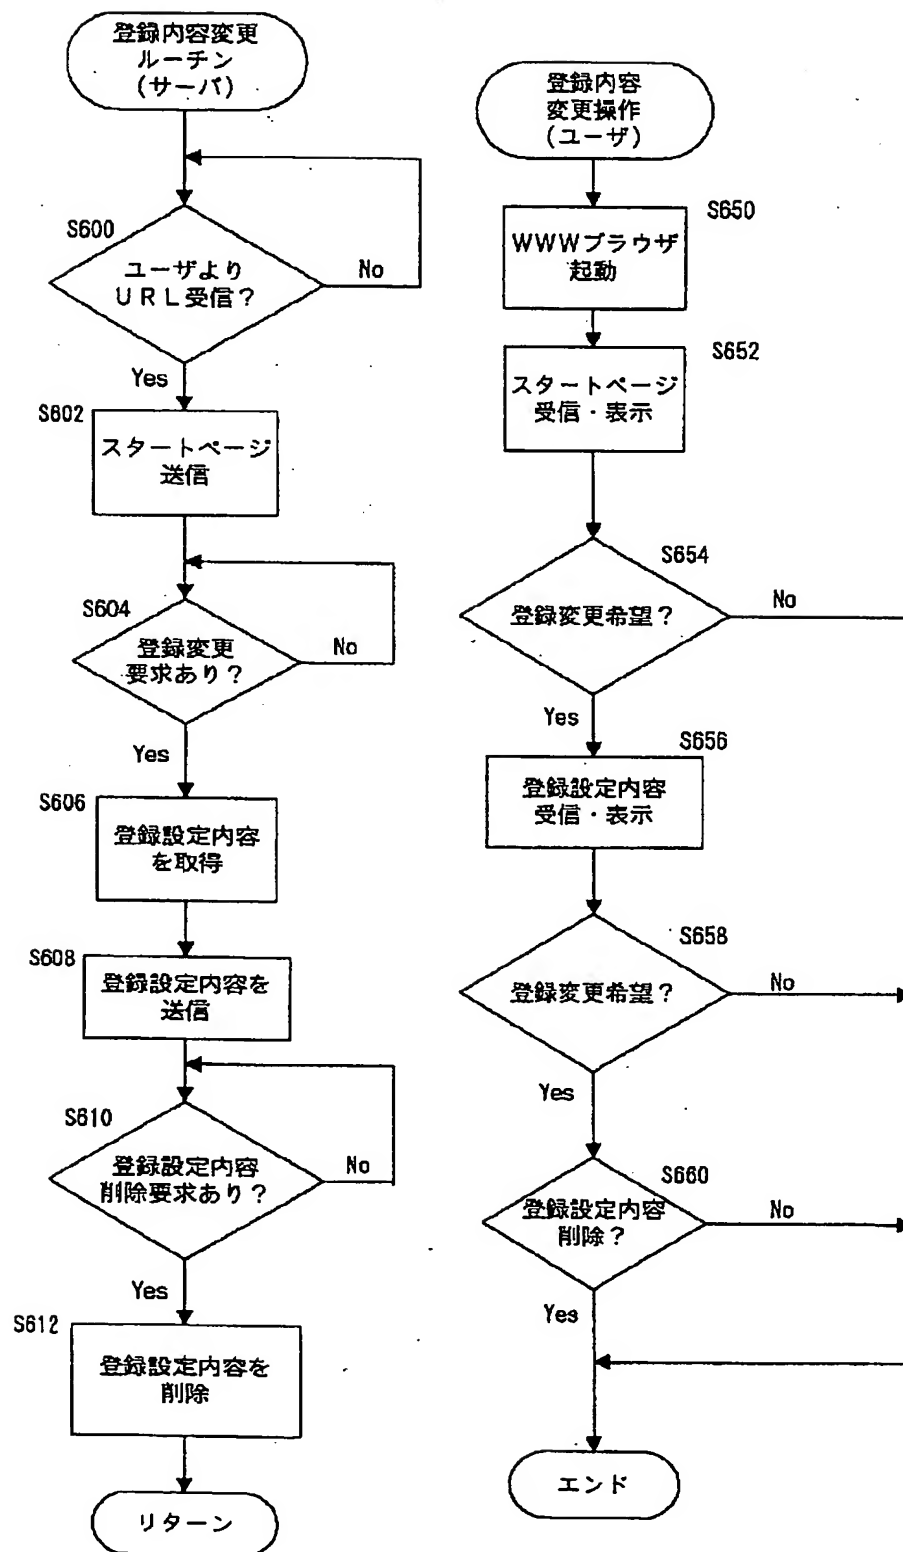 登録内容変更
ルーチン
(サーバ)
S600
ユーザより
URL受信？
No
Yes
S602
スタートページ
送信
S604
登録変更
要求あり？
No
Yes
S606
登録設定内容
を取得
S608
登録設定内容を
送信
S610
登録設定内容
削除要求あり？
No
Yes
S612
登録設定内容を
削除
リターン
登録内容
変更操作
(ユーザ)
S650
WWWブラウザ
起動
S652
スタートページ
受信・表示
S654
登録変更希望？
No
Yes
S656
登録設定内容
受信・表示
S658
登録変更希望？
No
Yes
S660
登録設定内容
削除？
No
Yes
エンド